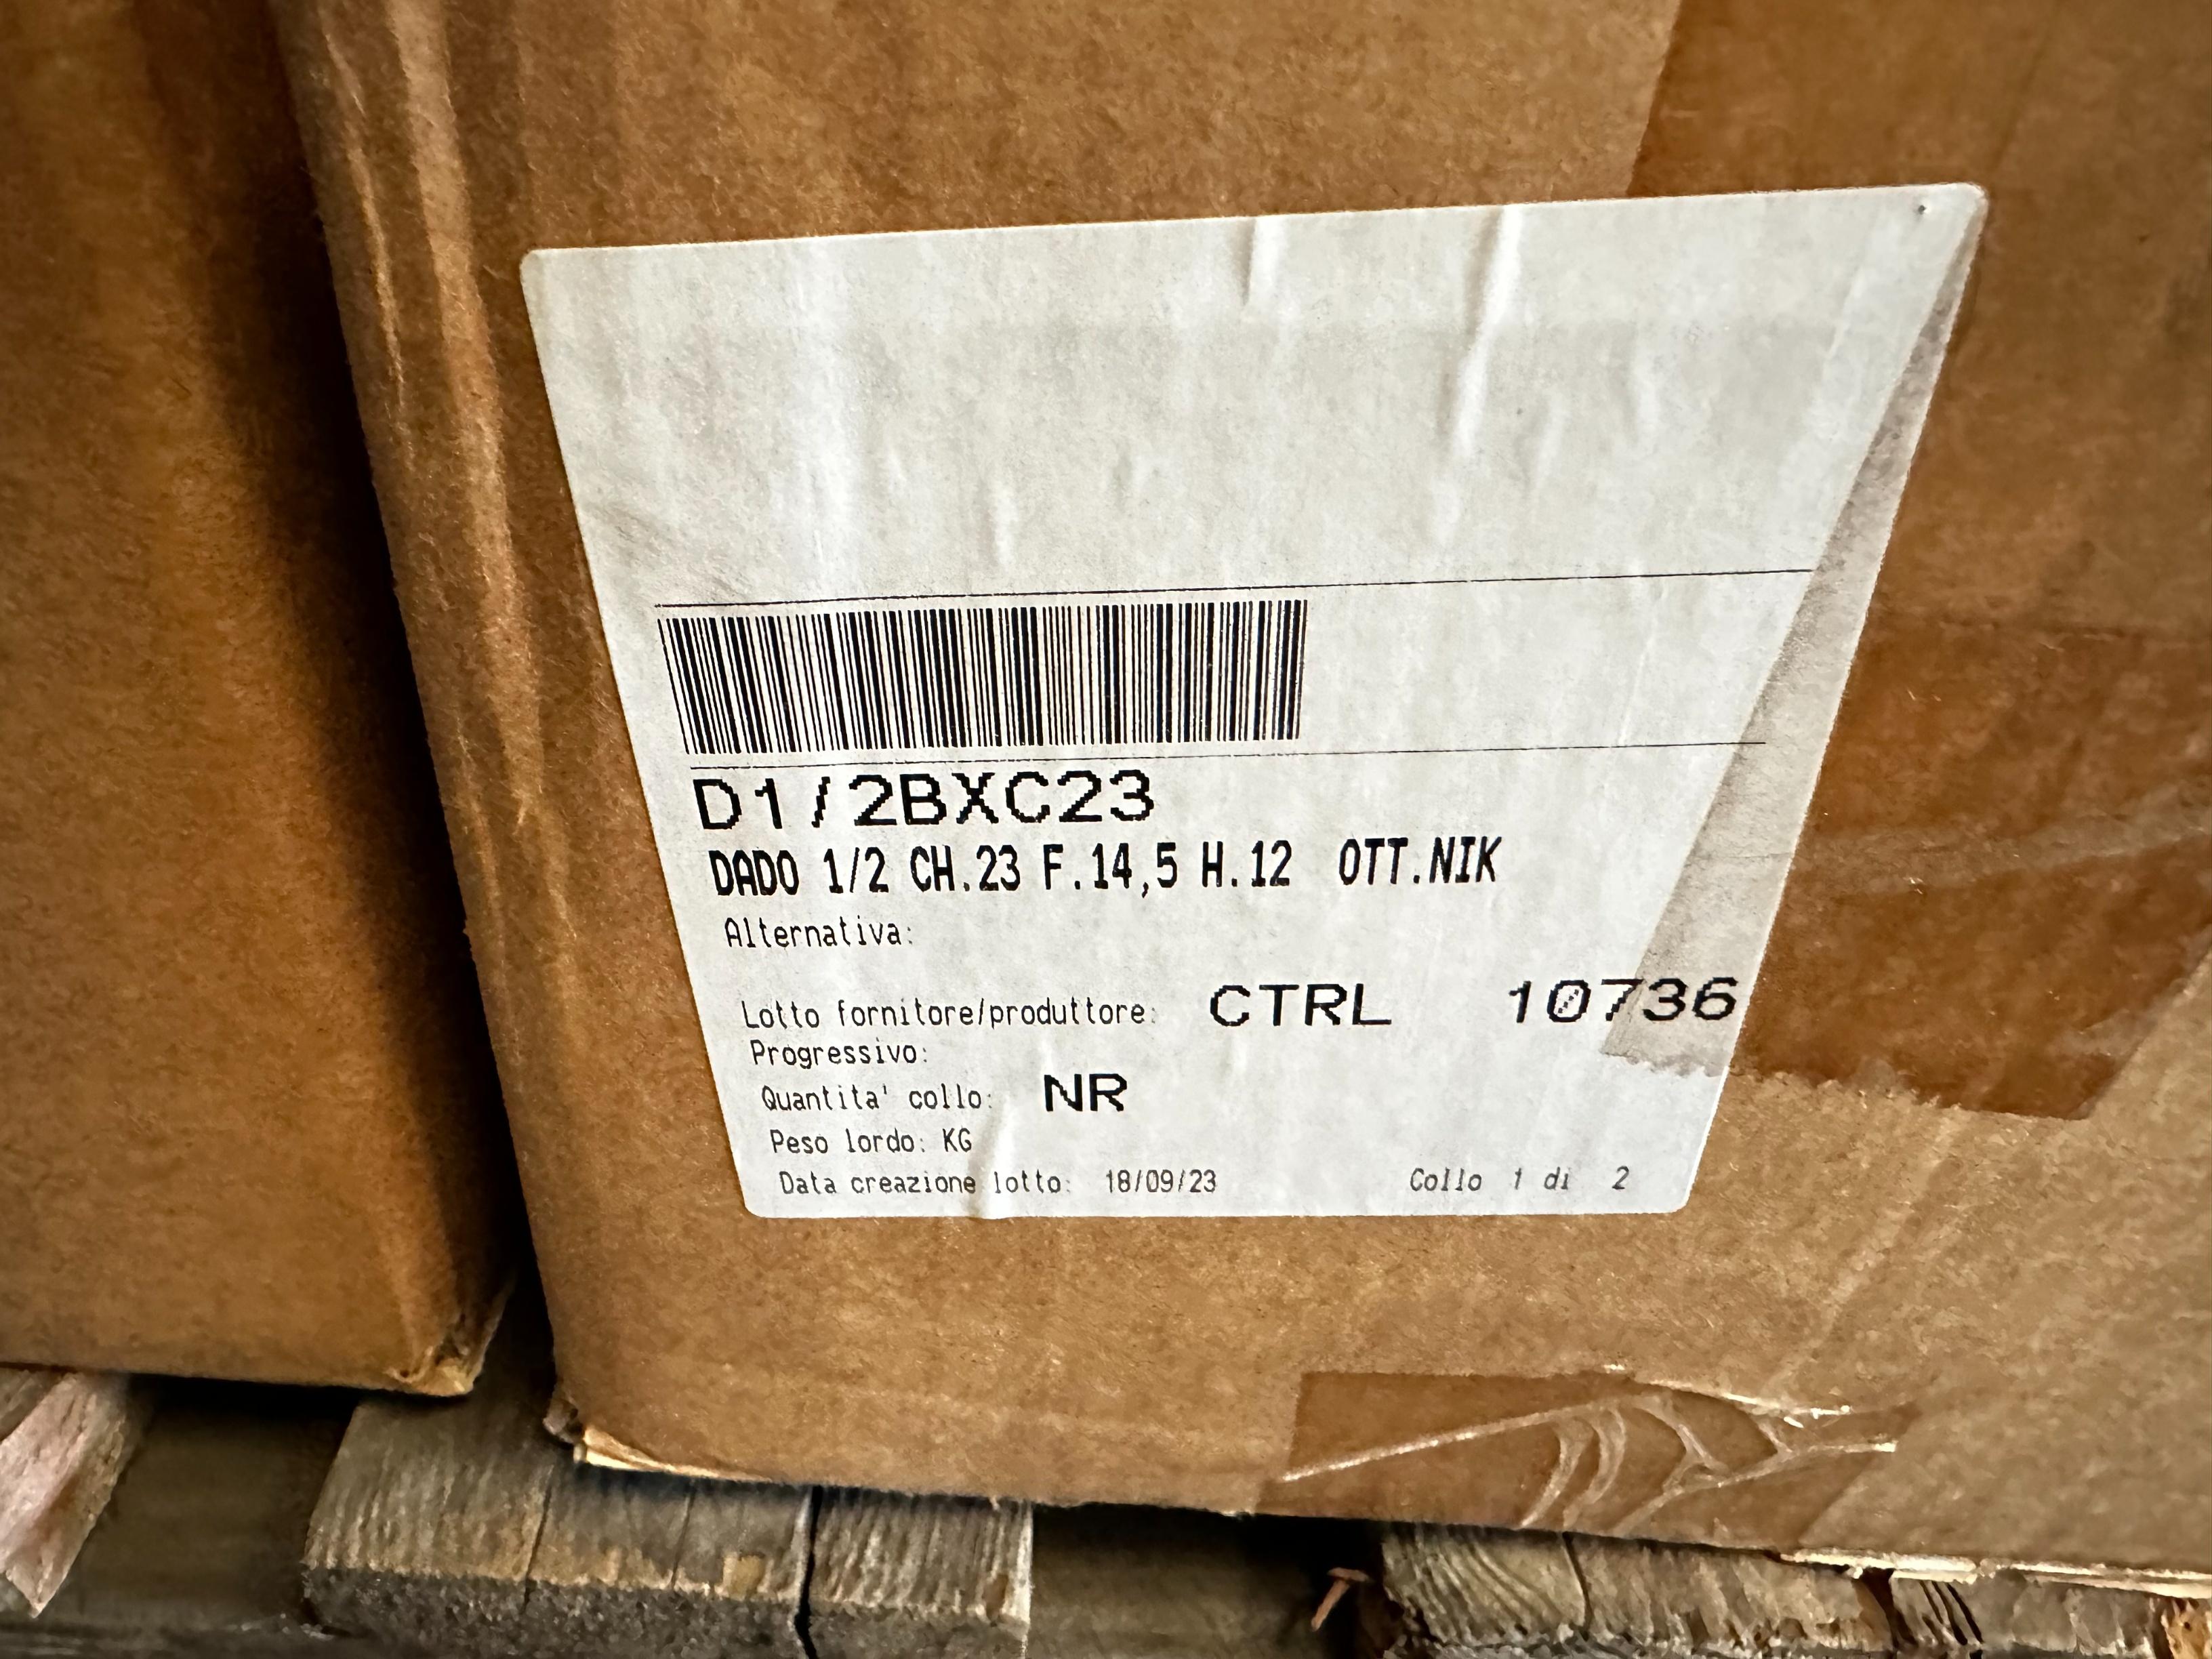 D1/2BXC23
DADO 1/2 CH.23 F.14,5 H.12 OTT.NIK
Alternativa:
Lotto fornitore/produttore: CTRL 10736
Progressivo:
Quantita' collo: NR
Peso lordo: KG
Data creazione lotto: 18/09/23 Collo 1 di 2